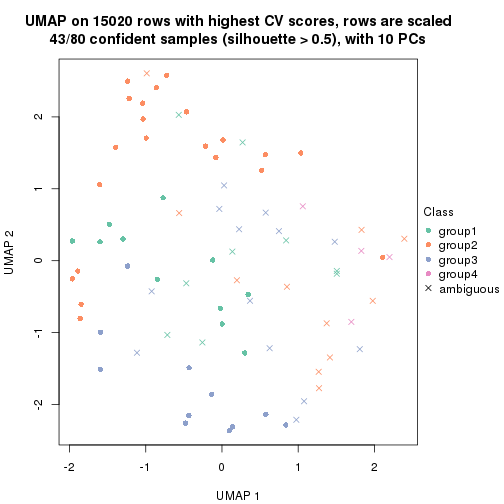 UMAP on 15020 rows with highest CV scores, rows are scaled
43/80 confident samples (silhouette > 0.5), with 10 PCs
2
1
0
-1
-2
UMAP 2
-2
-1
0
1
2
UMAP 1
Class
group1
group2
group3
group4
ambiguous